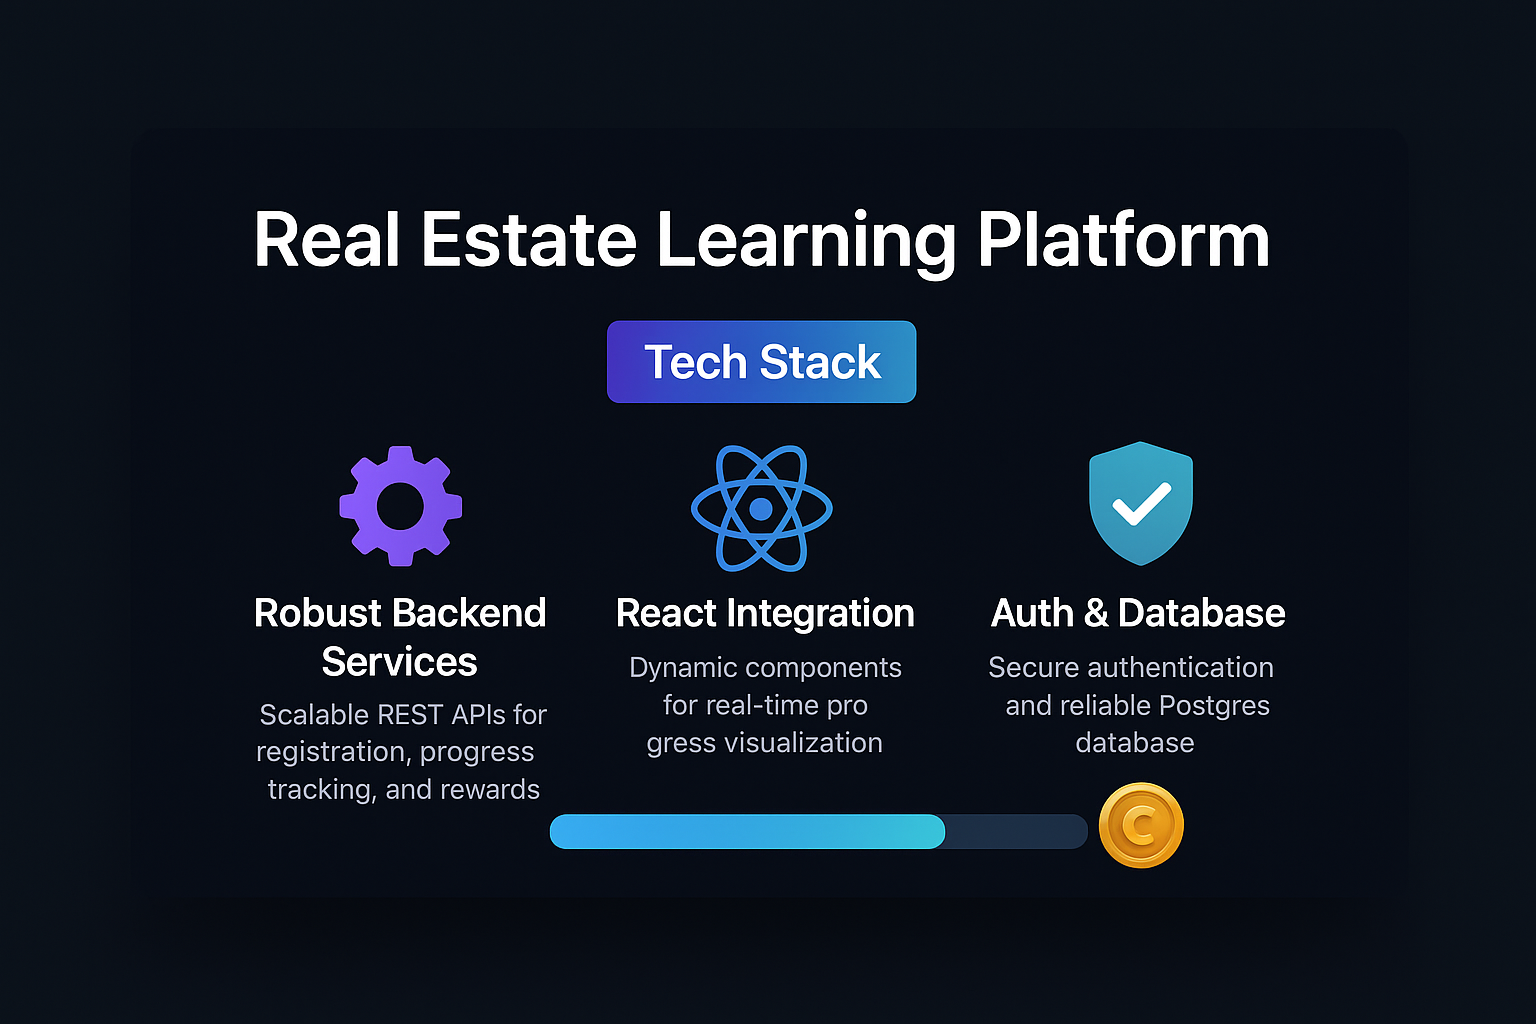 Real Estate Learning Platform
Tech Stack
Robust Backend
Services
Scalable REST APIs for
registration, progress
tracking, and rewards
React Integration
Dynamic components
for real-time pro
gress visualization
Auth & Database
Secure authentication
and reliable Postgres
database
C